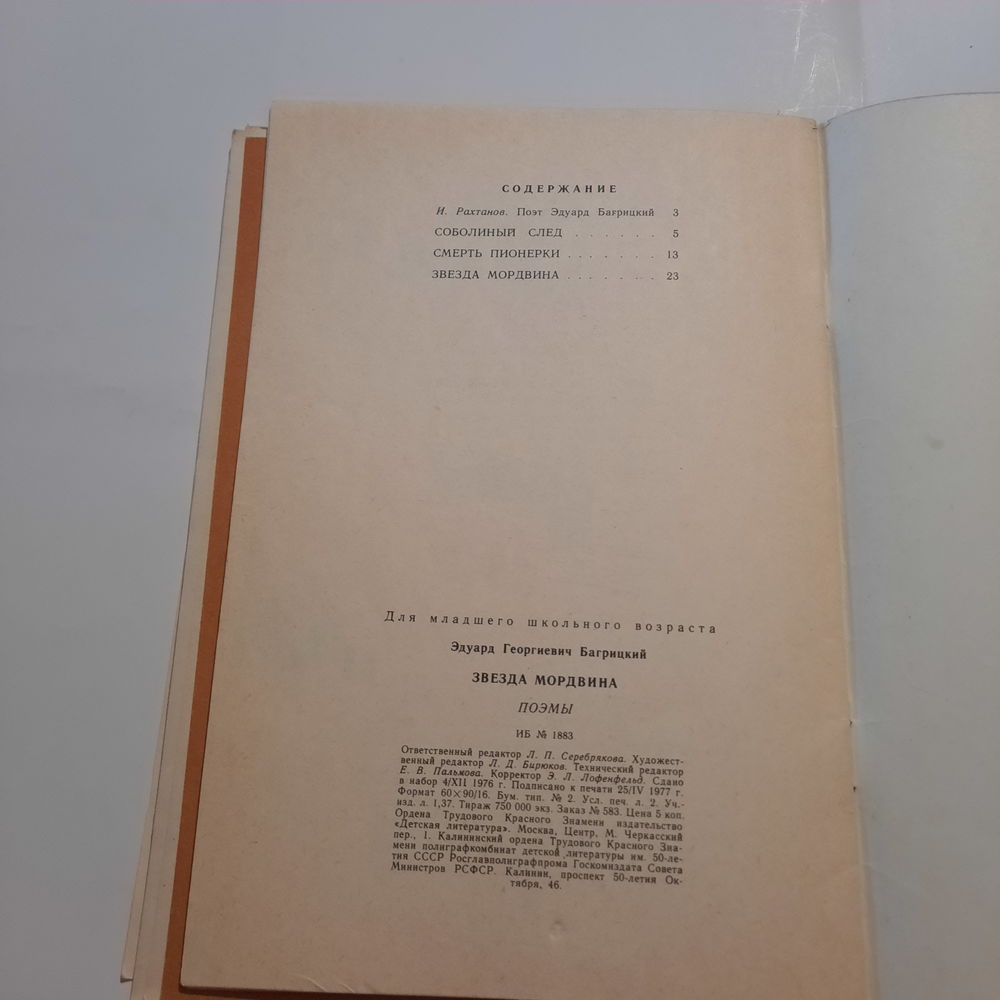 СОДЕРЖАНИЕ
И. Рахтанов. Поэт Эдуард Багрицкий 3
СОБОЛИНЫЙ СЛЕД . . . . . . 5
СМЕРТЬ ПИОНЕРКИ . . . . . . 13
ЗВЕЗДА МОРДВИНА . . . . . . 23
Для младшего школьного возраста
Эдуард Георгиевич Багрицкий
ЗВЕЗДА МОРДВИНА
ПОЭМЫ
ИБ № 1883
Ответственный редактор Л. П. Серебрякова. Художест-
венный редактор Л. Д. Бирюков. Технический редактор
Е. В. Пальмова. Корректор Э. Л. Лофенфельд. Сдано
в набор 4/XII 1976 г. Подписано к печати 25/IV 1977 г.
Формат 60×90/16. Бум. тип. № 2. Усл. печ. л. 2. Уч.-
изд. л. 1,37. Тираж 750 000 экз. Заказ № 583. Цена 5 коп.
Ордена Трудового Красного Знамени издательство
«Детская литература». Москва, Центр, М. Черкасский
пер., 1. Калининский ордена Трудового Красного Зна-
мени полиграфкомбинат детской литературы им. 50-ле-
тия СССР Росглавполиграфпрома Госкомиздата Совета
Министров РСФСР. Калинин, проспект 50-летия Ок-
тября, 46.